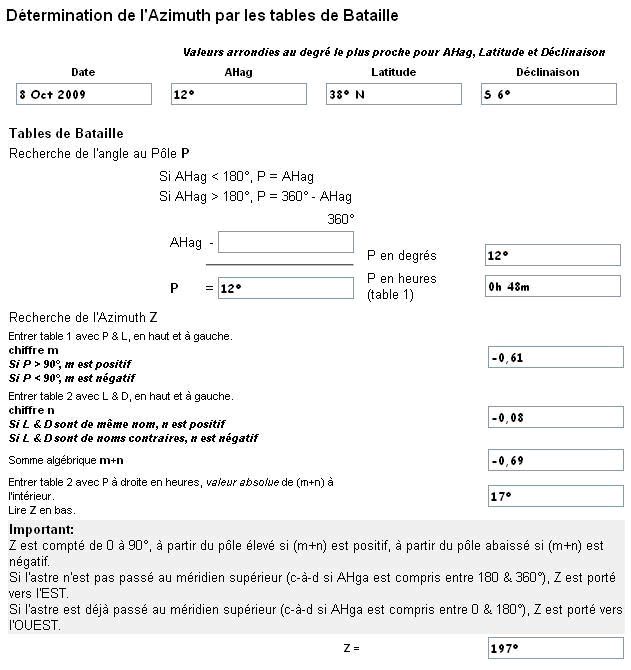 Détermination de l'Azimuth par les tables de Bataille
Valeurs arrondies au degré le plus proche pour AHag, Latitude et Déclinaison
Date AHag Latitude Déclinaison
8 Oct 2009 12° 38° N S 6°
Tables de Bataille
Recherche de l'angle au Pôle P
Si AHag < 180°, P = AHag
Si AHag > 180°, P = 360° - AHag
360°
AHag -
P en degrés 12°
P = 12°
P en heures 0h 48m
(table 1)
Recherche de l'Azimuth Z
Entrer table 1 avec P & L, en haut et à gauche.
chiffre m -0,61
Si P > 90°, m est positif
Si P < 90°, m est négatif
Entrer table 2 avec L & D, en haut et à gauche.
chiffre n -0,08
Si L & D sont de même nom, n est positif
Si L & D sont de noms contraires, n est négatif
Somme algébrique m+n -0,69
Entrer table 2 avec P à droite en heures, valeur absolue de (m+n) à
l'intérieur. 17°
Lire Z en bas.
Important:
Z est compté de 0 à 90°, à partir du pôle élevé si (m+n) est positif, à partir du pôle abaissé si (m+n) est
négatif.
Si l'astre n'est pas passé au méridien supérieur (c-à-d si AHga est compris entre 180 & 360°), Z est porté
vers l'EST.
Si l'astre est déjà passé au méridien supérieur (c-à-d si AHga est compris entre 0 & 180°), Z est porté vers
l'OUEST.
Z = 197°